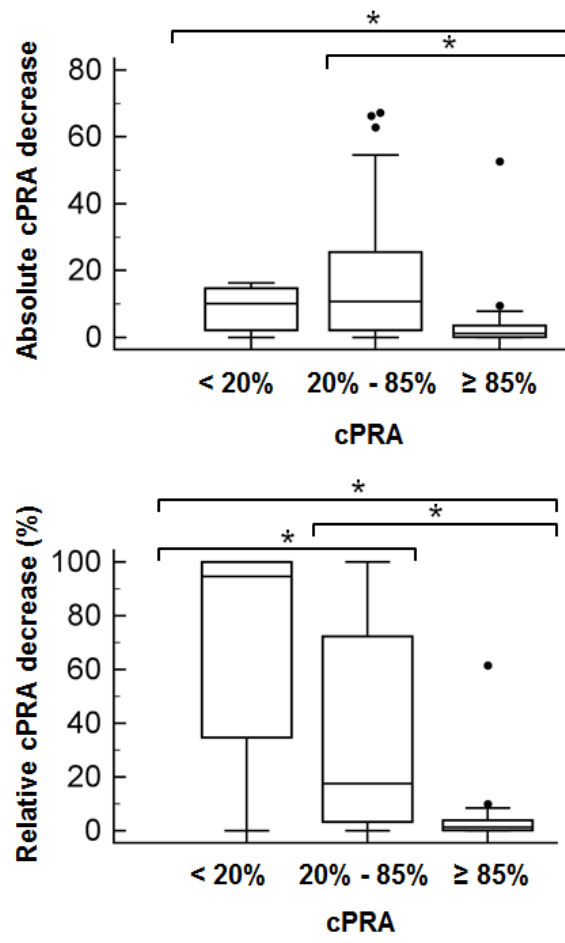 *
*
Absolute cPRA decrease
80
60
40
20
0
< 20% 20% - 85% ≥ 85%
cPRA
*
*
*
Relative cPRA decrease (%)
100
80
60
40
20
0
< 20% 20% - 85% ≥ 85%
cPRA